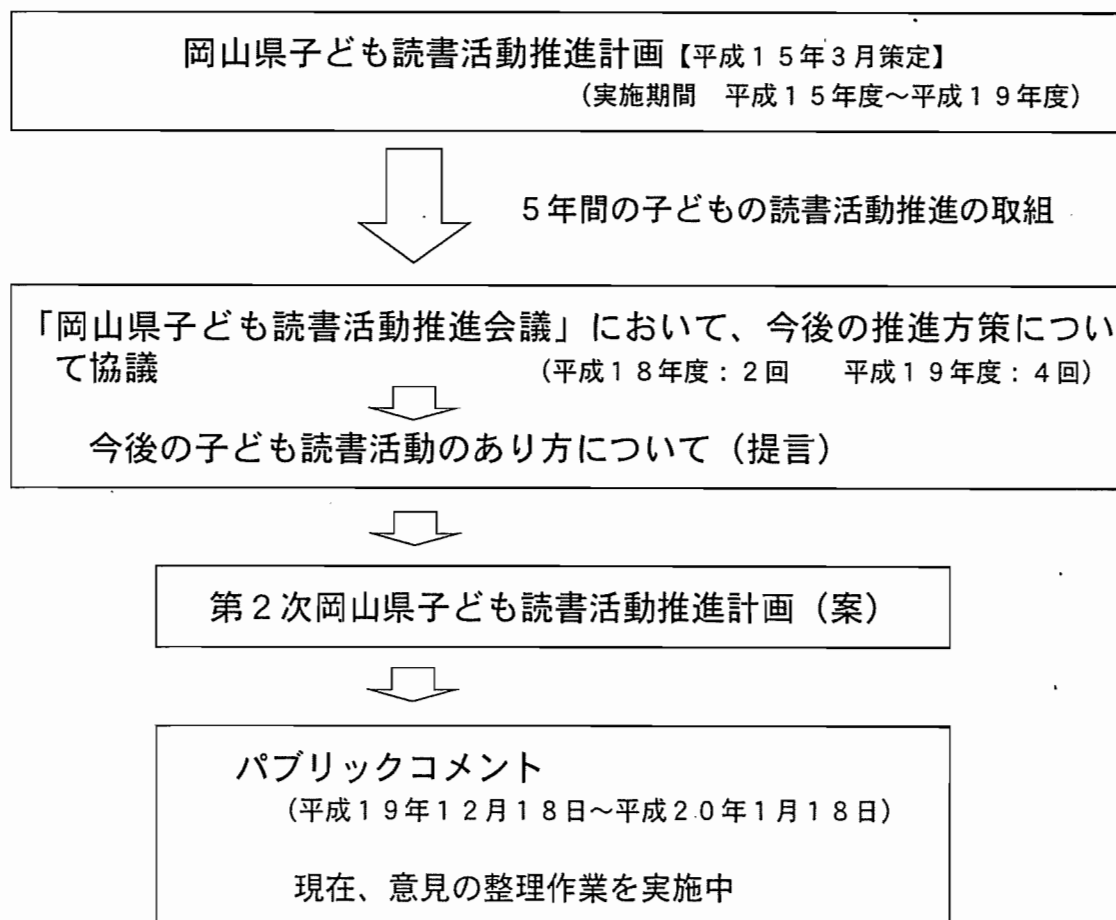 岡山県子ども読書活動推進計画【平成１５年３月策定】
（実施期間　平成１５年度～平成１９年度）
５年間の子どもの読書活動推進の取組
「岡山県子ども読書活動推進会議」において、今後の推進方策につい
て協議　（平成１８年度：２回　　平成１９年度：４回）
今後の子ども読書活動のあり方について（提言）
第２次岡山県子ども読書活動推進計画（案）
パブリックコメント
（平成１９年１２月１８日～平成２０年１月１８日）
現在、意見の整理作業を実施中